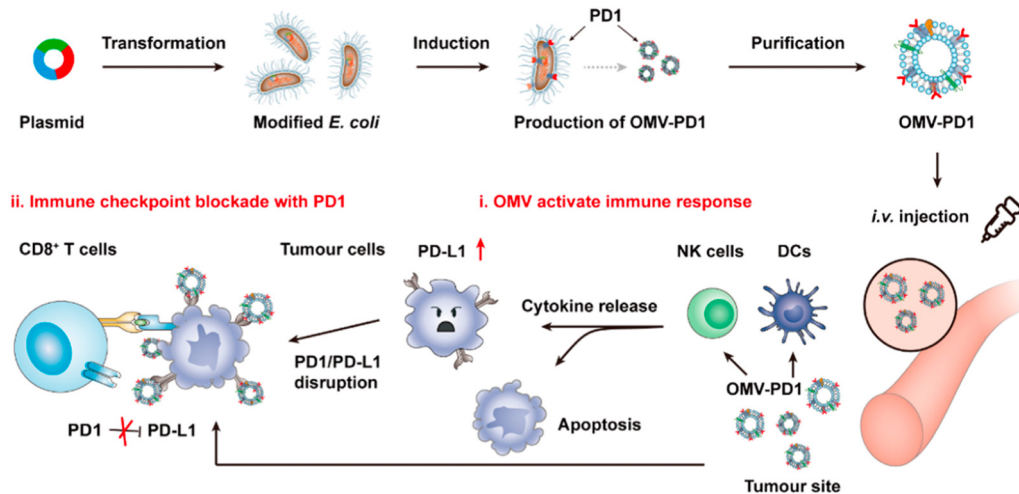 PD1
Transformation
Induction
Purification
Plasmid
Modified E. coli
Production of OMV-PD1
OMV-PD1
ii. Immune checkpoint blockade with PD1
i. OMV activate immune response
i.v. injection
CD8⁺ T cells
Tumour cells
PD-L1
NK cells
DCs
Cytokine release
PD1/PD-L1
disruption
OMV-PD1
Apoptosis
PD1
PD-L1
Tumour site